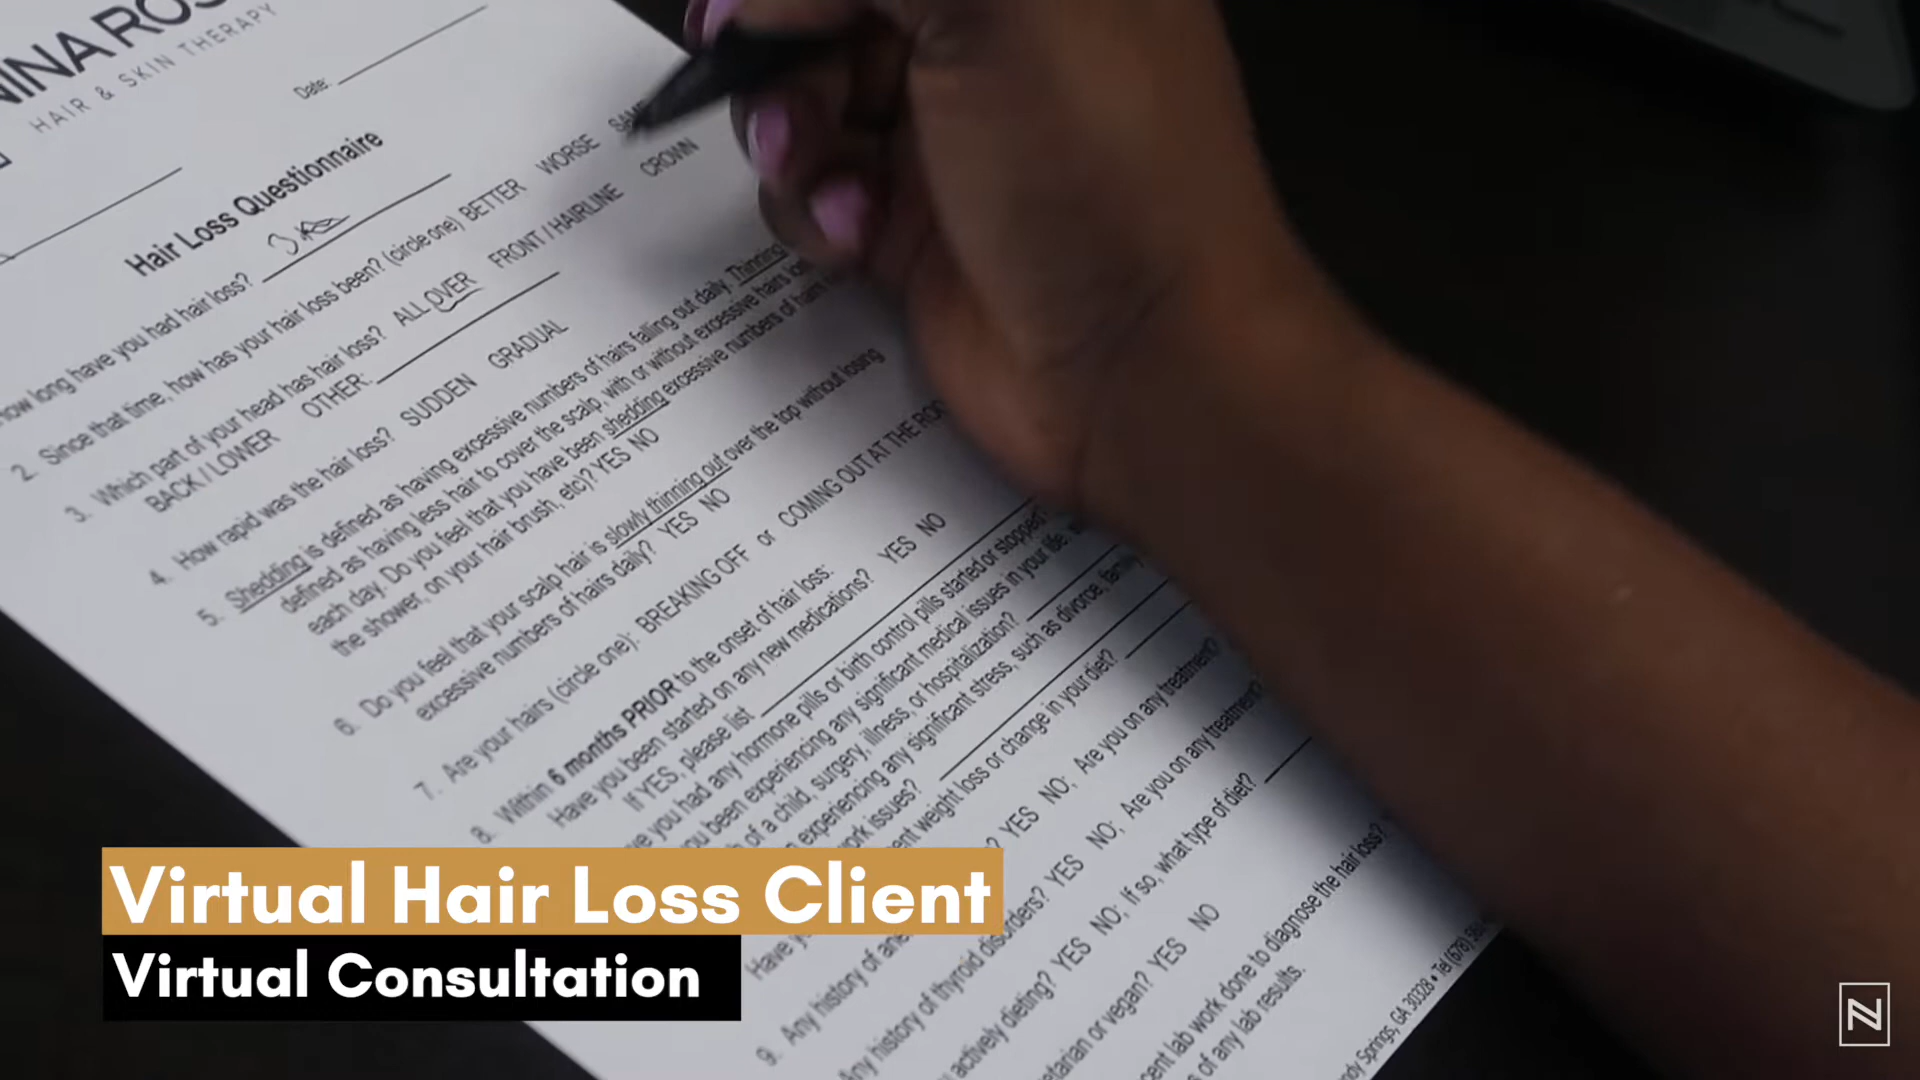 NINA ROS
HAIR & SKIN THERAPY
Date:
Hair Loss Questionnaire
how long have you had hair loss?
2. Since that time, how has your hair loss been? (circle one) BETTER WORSE SAME
3. Which part of your head has hair loss? ALL OVER FRONT / HAIRLINE CROWN
BACK / LOWER OTHER:
4. How rapid was the hair loss? SUDDEN GRADUAL
5. Shedding is defined as having excessive numbers of hairs falling out daily. Thinning
defined as having less hair to cover the scalp, with or without excessive hairs
each day. Do you feel that you have been shedding excessive numbers of hairs
the shower, on your hair brush, etc)? YES NO
6. Do you feel that your scalp hair is slowly thinning out over the top without losing
excessive numbers of hairs daily? YES NO
7. Are your hairs (circle one): BREAKING OFF or COMING OUT AT THE
8. Within 6 months PRIOR to the onset of hair loss:
Have you been started on any new medications? YES NO
If YES, please list
you had any hormone pills or birth control pills started or stopped?
you been experiencing any significant medical issues in your life,
of a child, surgery, illness, or hospitalization?
experiencing any significant stress, such as divorce, family
work issues?
weight loss or change in your diet?
Have
9. Any history of YES NO; Are you on any treatment?
Any history of thyroid disorders? YES NO; Are you on any treatment?
actively dieting? YES NO; If so, what type of diet?
vegan? YES NO
lab work done to diagnose the hair loss?
of any lab results.
Springs, GA 30328 • Tel (678)
Virtual Hair Loss Client
Virtual Consultation
N